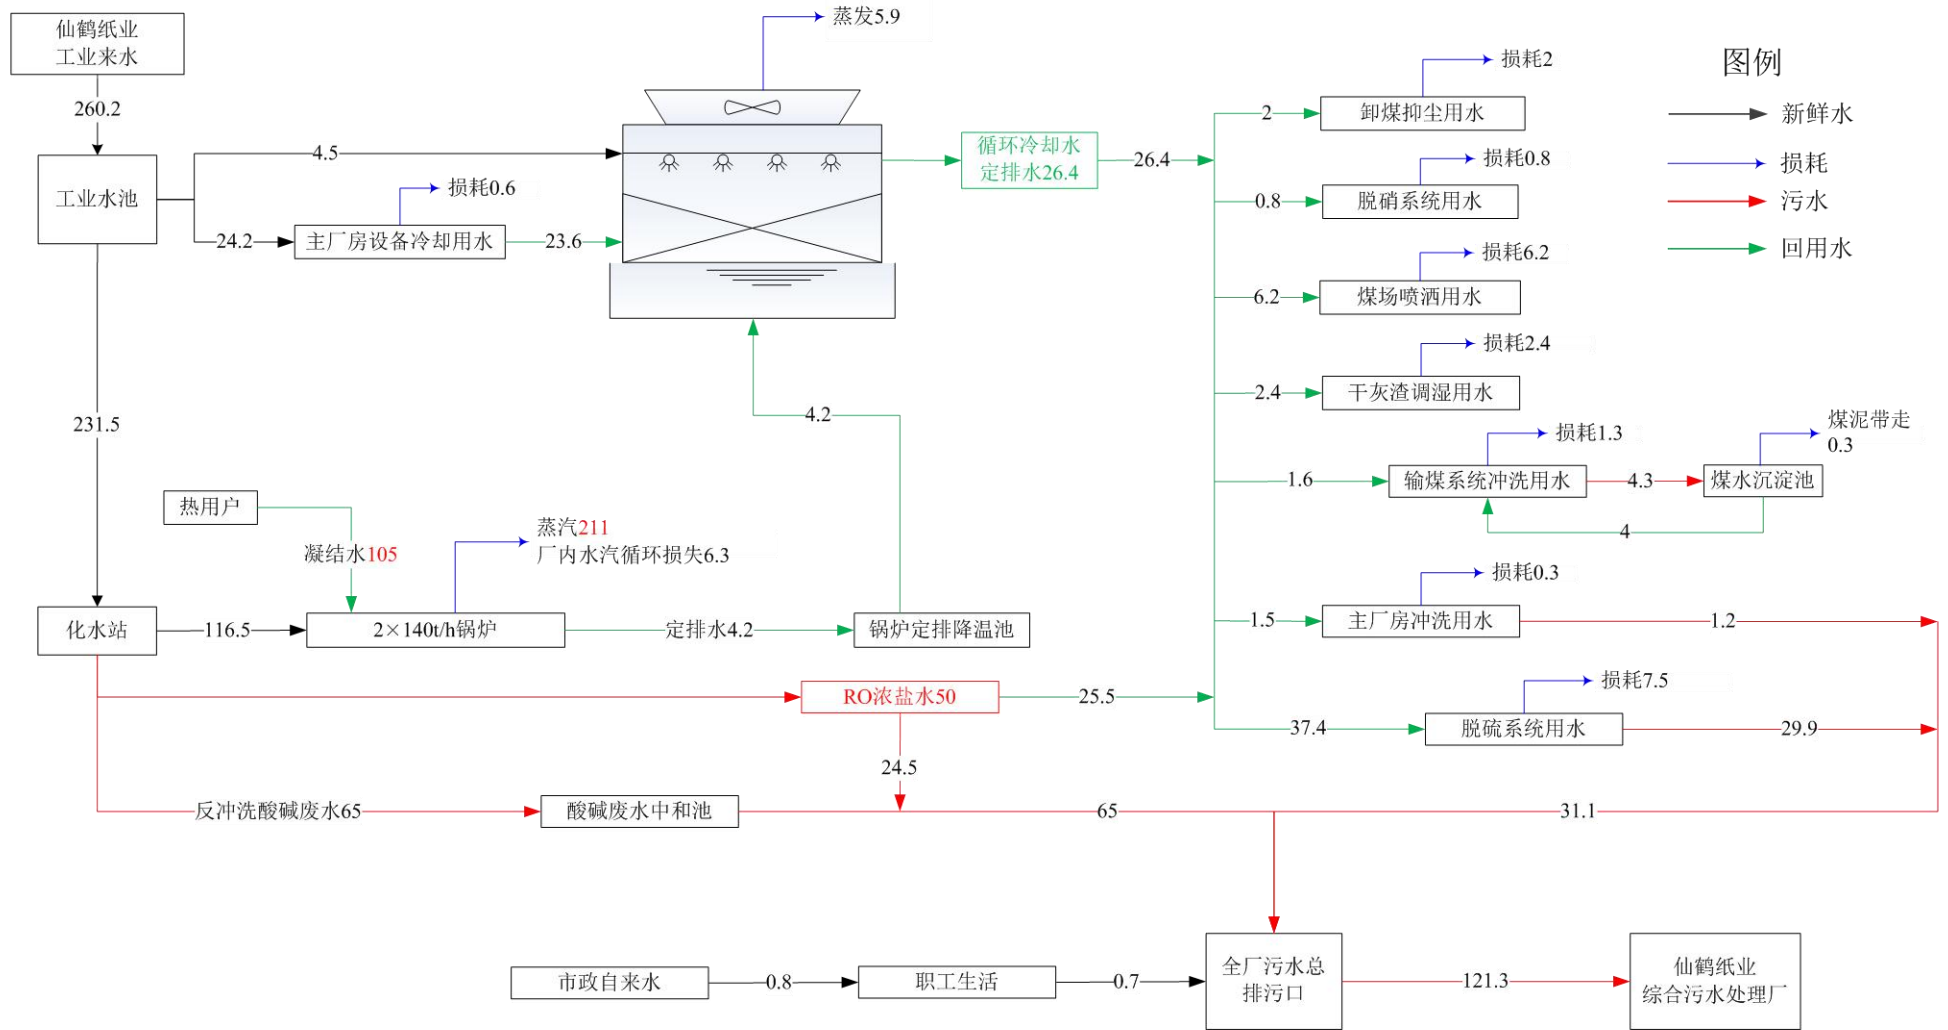 仙鹤纸业
工业来水
260.2
工业水池
4.5
24.2
损耗0.6
主厂房设备冷却用水
23.6
蒸发5.9
循环冷却水
定排水26.4
26.4
2
卸煤抑尘用水
损耗2
0.8
脱硝系统用水
损耗0.8
6.2
煤场喷洒用水
损耗6.2
2.4
干灰渣调湿用水
损耗2.4
1.6
输煤系统冲洗用水
损耗1.3
4.3
煤水沉淀池
煤泥带走
0.3
4
1.5
主厂房冲洗用水
损耗0.3
1.2
37.4
脱硫系统用水
损耗7.5
29.9
图例
新鲜水
损耗
污水
回用水
231.5
热用户
凝结水105
蒸汽211
厂内水汽循环损失6.3
4.2
化水站
116.5
2×140t/h锅炉
定排水4.2
锅炉定排降温池
RO浓盐水50
25.5
24.5
反冲洗酸碱废水65
酸碱废水中和池
65
31.1
市政自来水
0.8
职工生活
0.7
全厂污水总
排污口
121.3
仙鹤纸业
综合污水处理厂